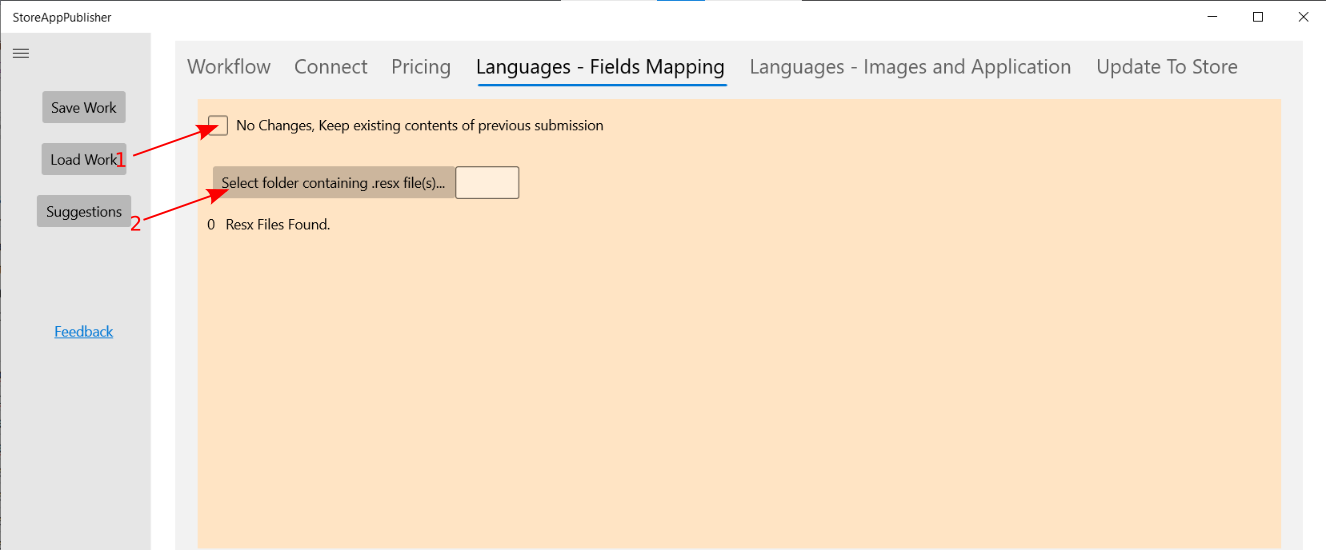 StoreAppPublisher
Workflow Connect Pricing Languages - Fields Mapping Languages - Images and Application Update To Store
Save Work
Load Work
Suggestions
Feedback
1
2
No Changes, Keep existing contents of previous submission
Select folder containing .resx file(s)...
0 Resx Files Found.